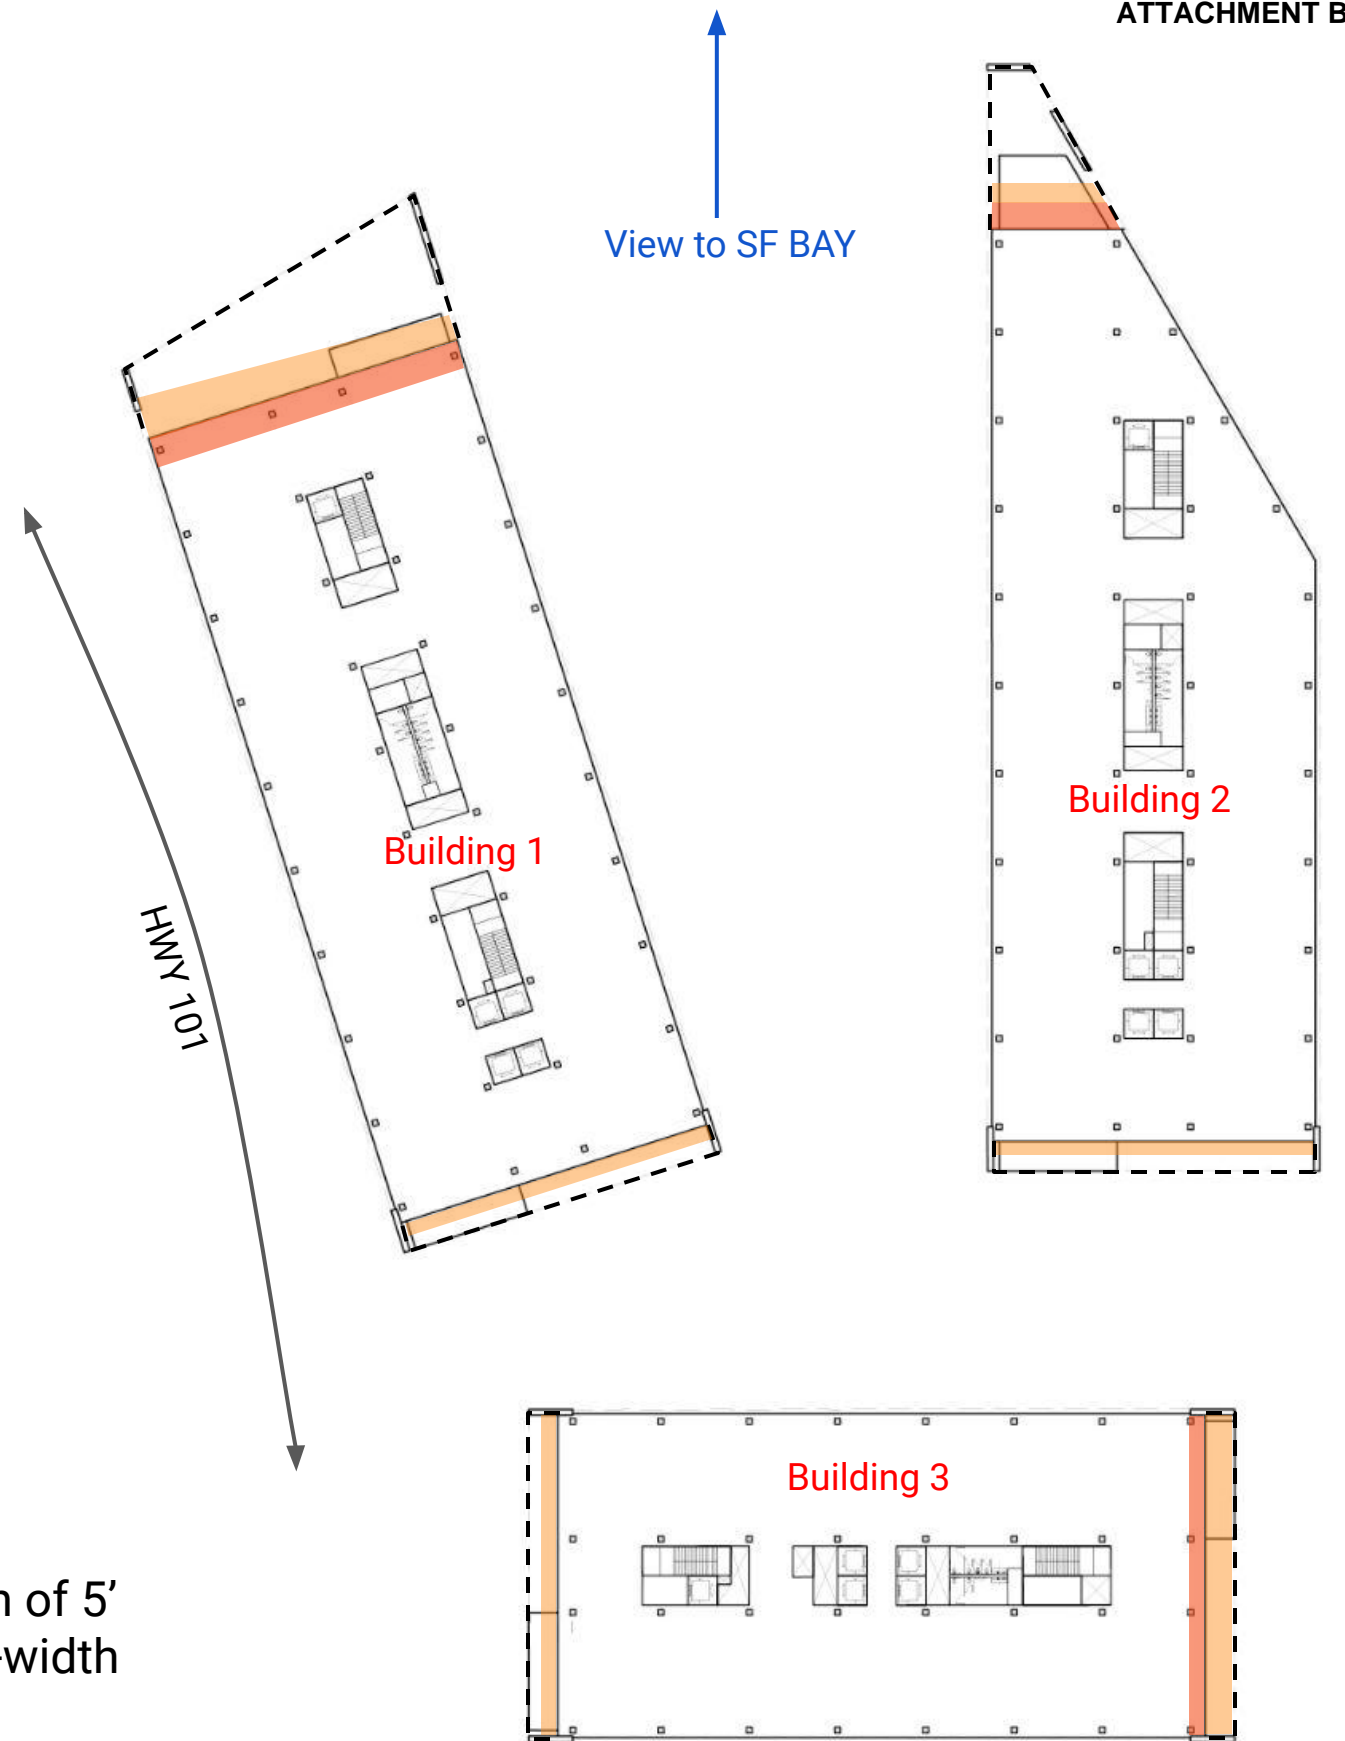 ATTACHMENT B
View to SF BAY
Building 2
Building 1
HWY 101
Building 3
of 5’
width